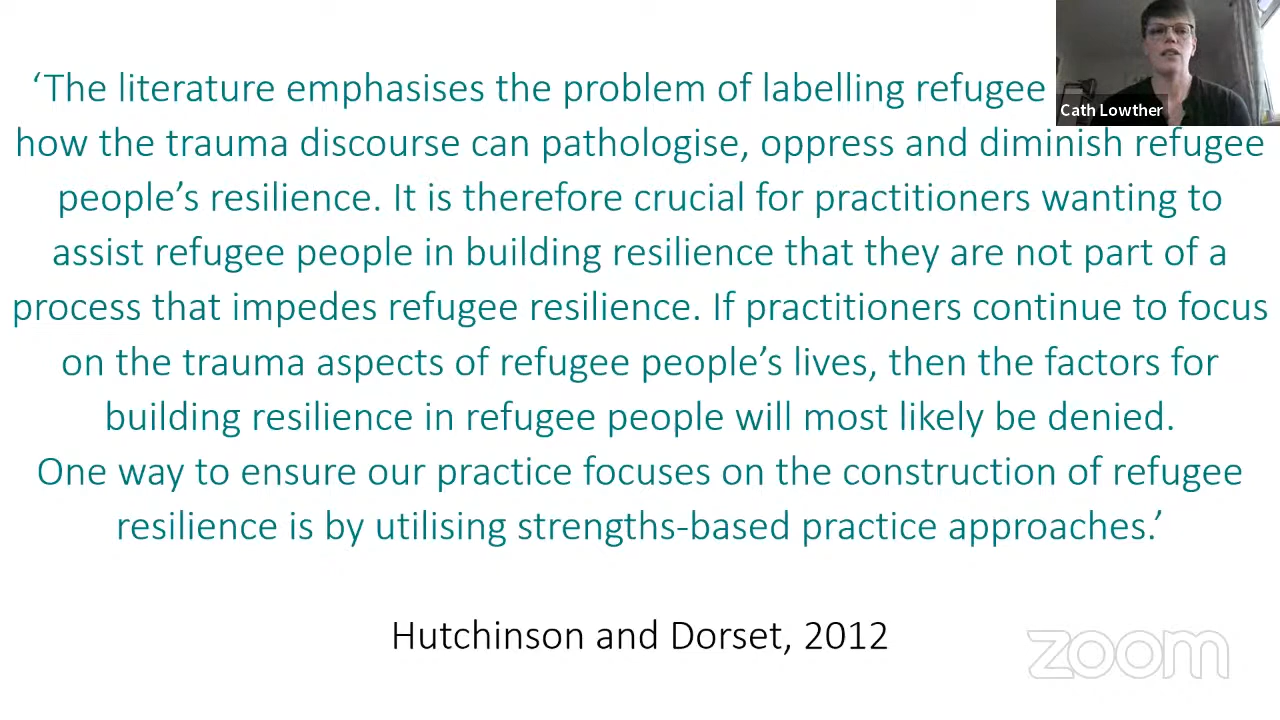 ‘The literature emphasises the problem of labelling refugee
how the trauma discourse can pathologise, oppress and diminish refugee
people’s resilience. It is therefore crucial for practitioners wanting to
assist refugee people in building resilience that they are not part of a
process that impedes refugee resilience. If practitioners continue to focus
on the trauma aspects of refugee people’s lives, then the factors for
building resilience in refugee people will most likely be denied.
One way to ensure our practice focuses on the construction of refugee
resilience is by utilising strengths-based practice approaches.’
Hutchinson and Dorset, 2012
Cath Lowther
zoom